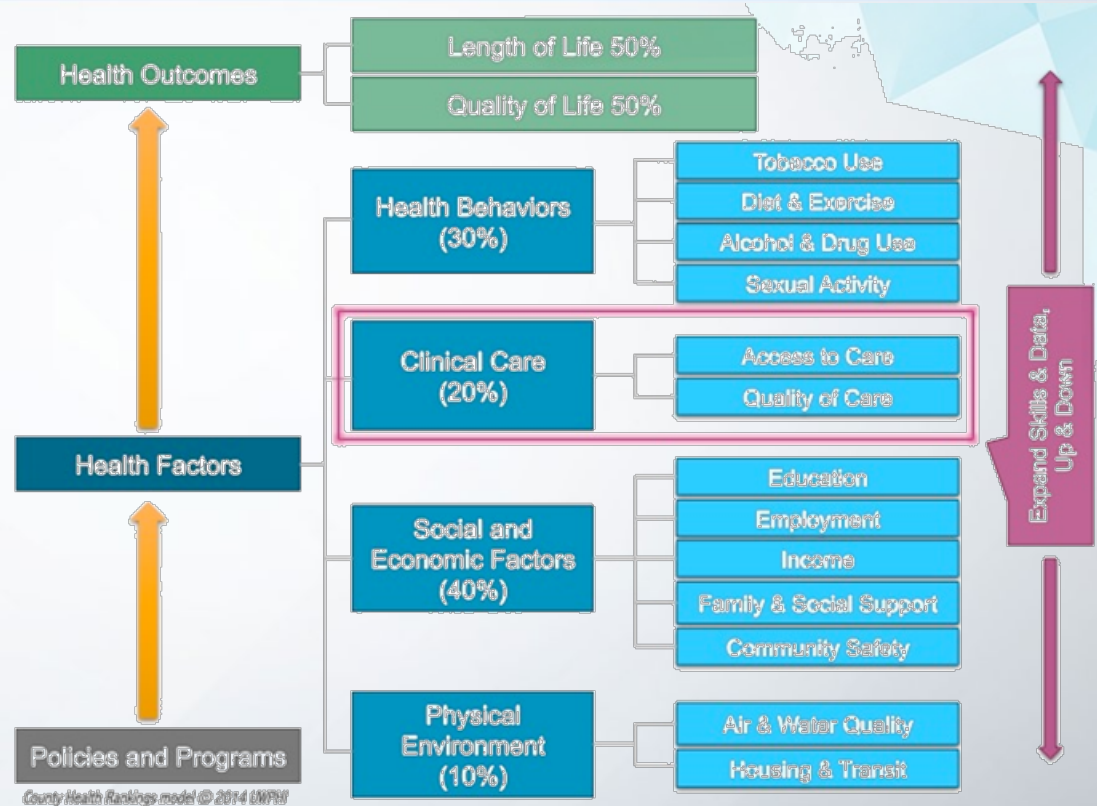 Health Outcomes
Length of Life 50%
Quality of Life 50%
Health Behaviors
(30%)
Tobacco Use
Diet & Exercise
Alcohol & Drug Use
Sexual Activity
Clinical Care
(20%)
Access to Care
Quality of Care
Health Factors
Social and
Economic Factors
(40%)
Education
Employment
Income
Family & Social Support
Community Safety
Physical
Environment
(10%)
Air & Water Quality
Housing & Transit
Policies and Programs
Expand Skills & Data,
Up & Down
County Health Rankings model © 2014 UWPHI